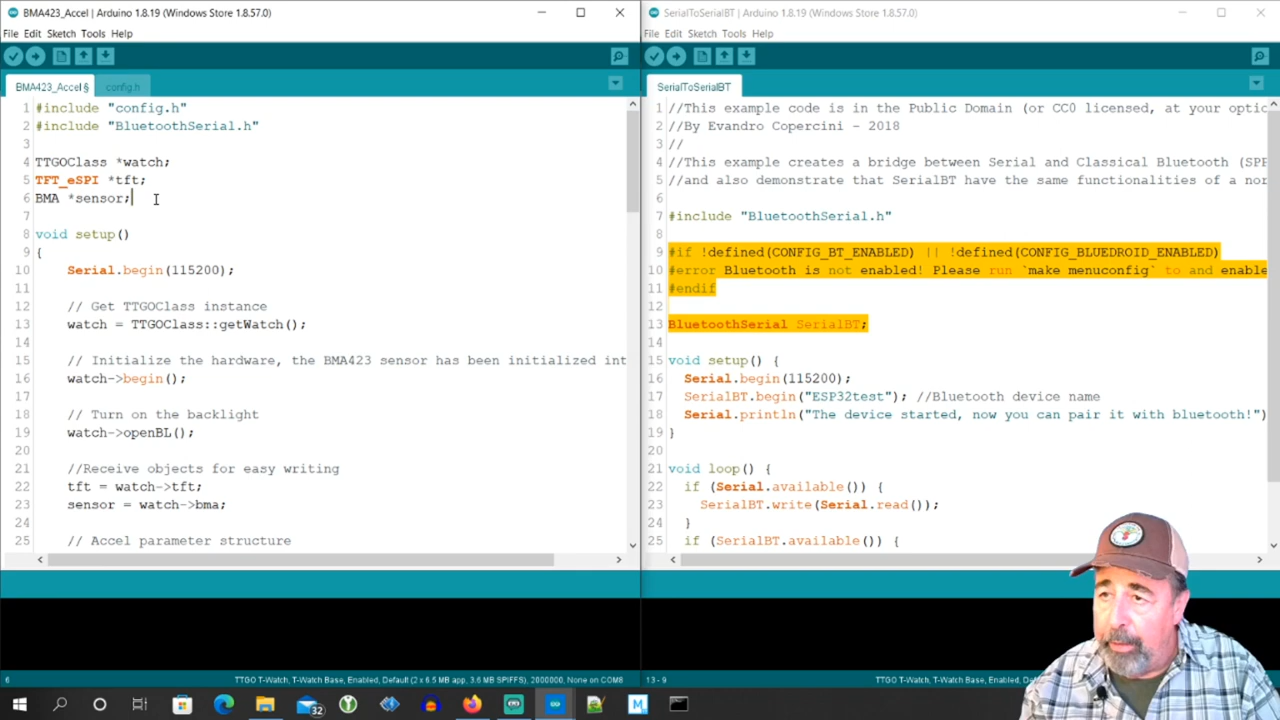 BMA423_Accel | Arduino 1.8.19 (Windows Store 1.8.57.0)
File Edit Sketch Tools Help
BMA423_Accel § config.h
1 #include "config.h"
2 #include "BluetoothSerial.h"
3
4 TTGOClass *watch;
5 TFT_eSPI *tft;
6 BMA *sensor;
7
8 void setup()
9 {
10 Serial.begin(115200);
11
12 // Get TTGOClass instance
13 watch = TTGOClass::getWatch();
14
15 // Initialize the hardware, the BMA423 sensor has been initialized int
16 watch->begin();
17
18 // Turn on the backlight
19 watch->openBL();
20
21 //Receive objects for easy writing
22 tft = watch->tft;
23 sensor = watch->bma;
24
25 // Accel parameter structure
6
TTGO T-Watch, T-Watch Base, Enabled, Default (2 x 6.5 MB app, 3.6 MB SPIFFS), 2000000, None on COM8
SerialToSerialBT | Arduino 1.8.19 (Windows Store 1.8.57.0)
File Edit Sketch Tools Help
SerialToSerialBT
1 //This example code is in the Public Domain (or CC0 licensed, at your optio
2 //By Evandro Copercini - 2018
3 //
4 //This example creates a bridge between Serial and Classical Bluetooth (SPP
5 //and also demonstrate that SerialBT have the same functionalities of a nor
6
7 #include "BluetoothSerial.h"
8
9 #if !defined(CONFIG_BT_ENABLED) || !defined(CONFIG_BLUEDROID_ENABLED)
10 #error Bluetooth is not enabled! Please run `make menuconfig` to and enable
11 #endif
12
13 BluetoothSerial SerialBT;
14
15 void setup() {
16 Serial.begin(115200);
17 SerialBT.begin("ESP32test"); //Bluetooth device name
18 Serial.println("The device started, now you can pair it with bluetooth!")
19 }
20
21 void loop() {
22 if (Serial.available()) {
23 SerialBT.write(Serial.read());
24 }
25 if (SerialBT.available()) {
13 - 9
TTGO T-Watch, T-Watch Base, Enabled, Defau
32
M